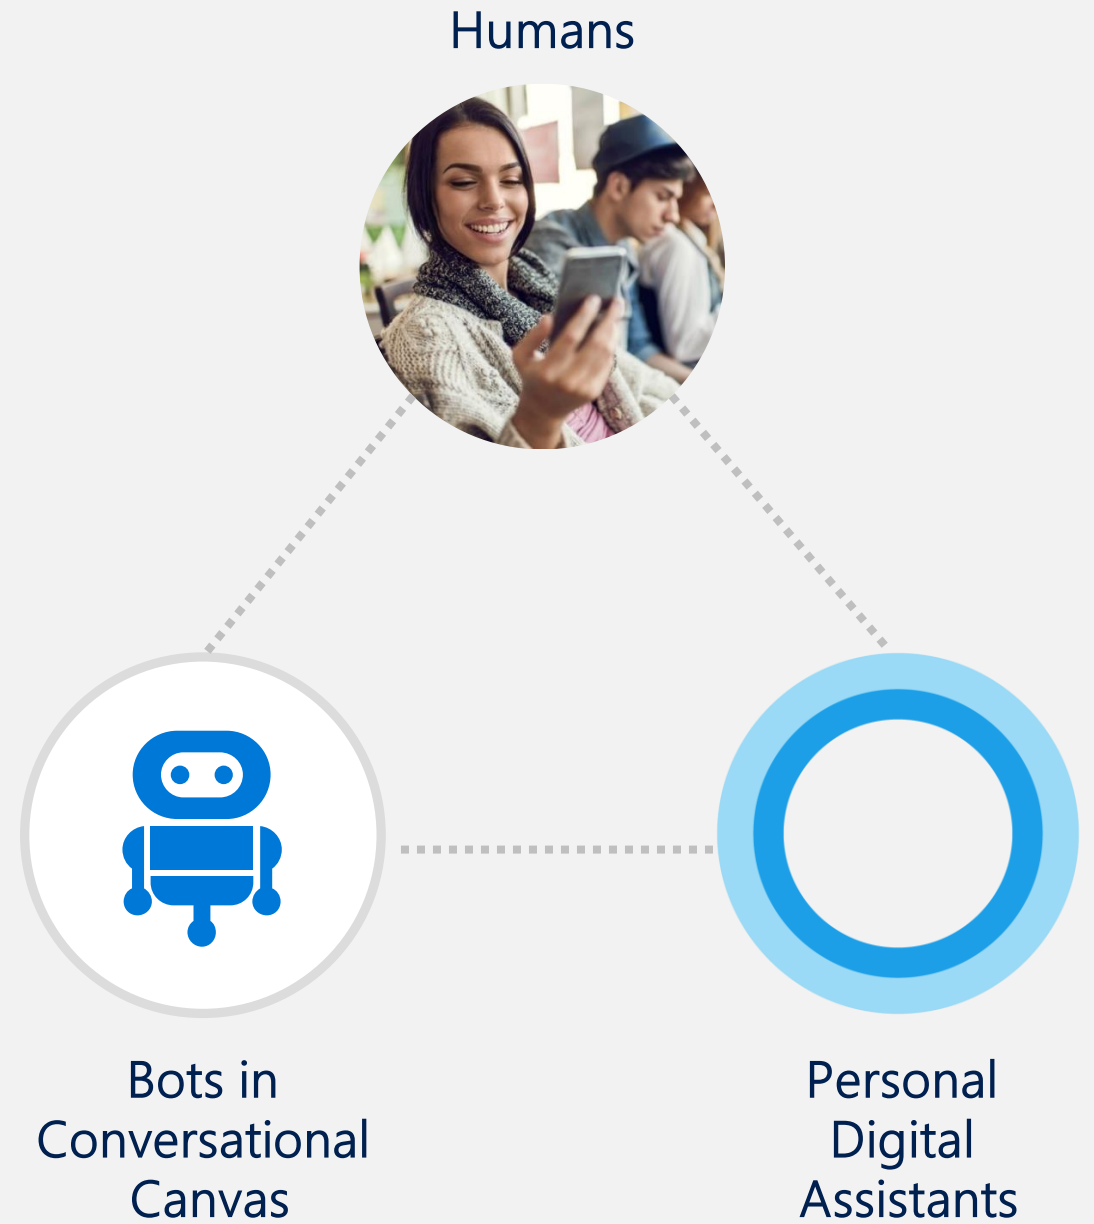 Humans
Bots in
Conversational
Canvas
Personal
Digital
Assistants